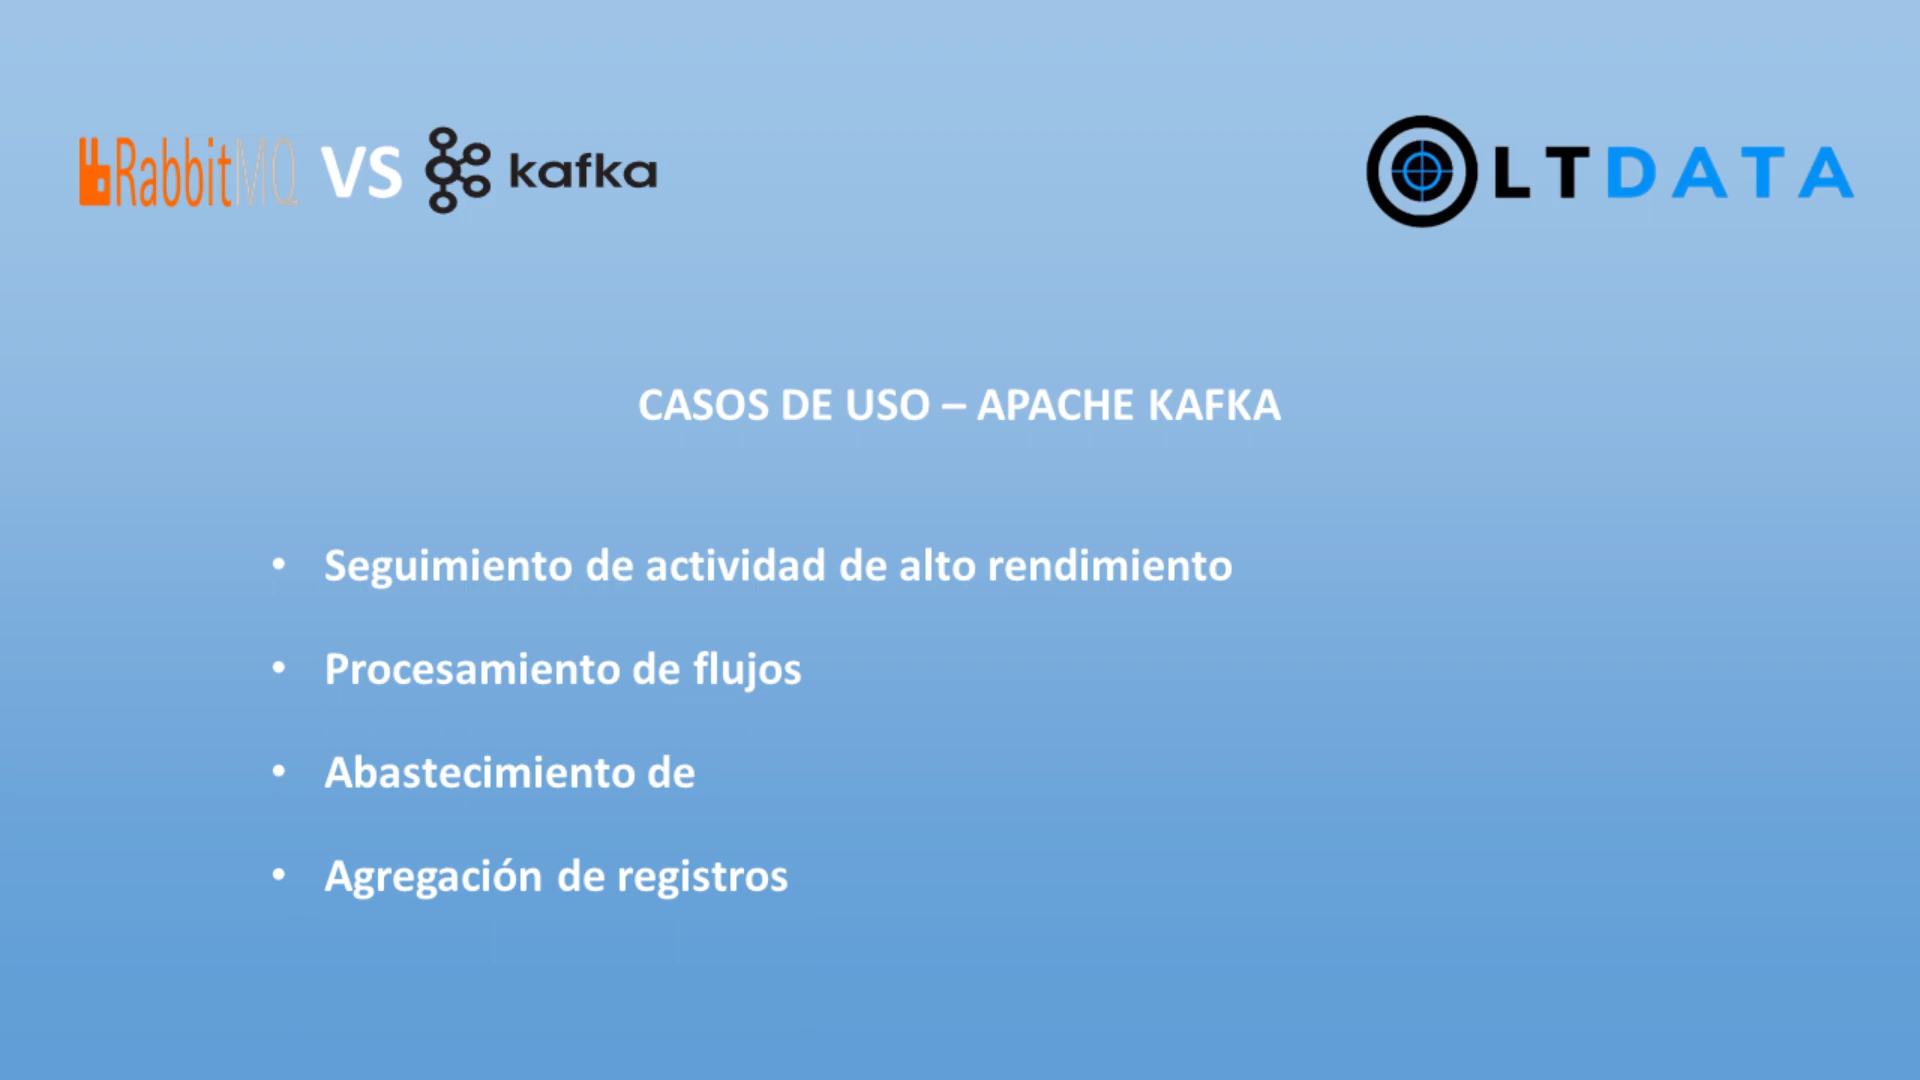 RabbitMQ VS kafka
OLTDATA
CASOS DE USO – APACHE KAFKA
• Seguimiento de actividad de alto rendimiento
• Procesamiento de flujos
• Abastecimiento de
• Agregación de registros